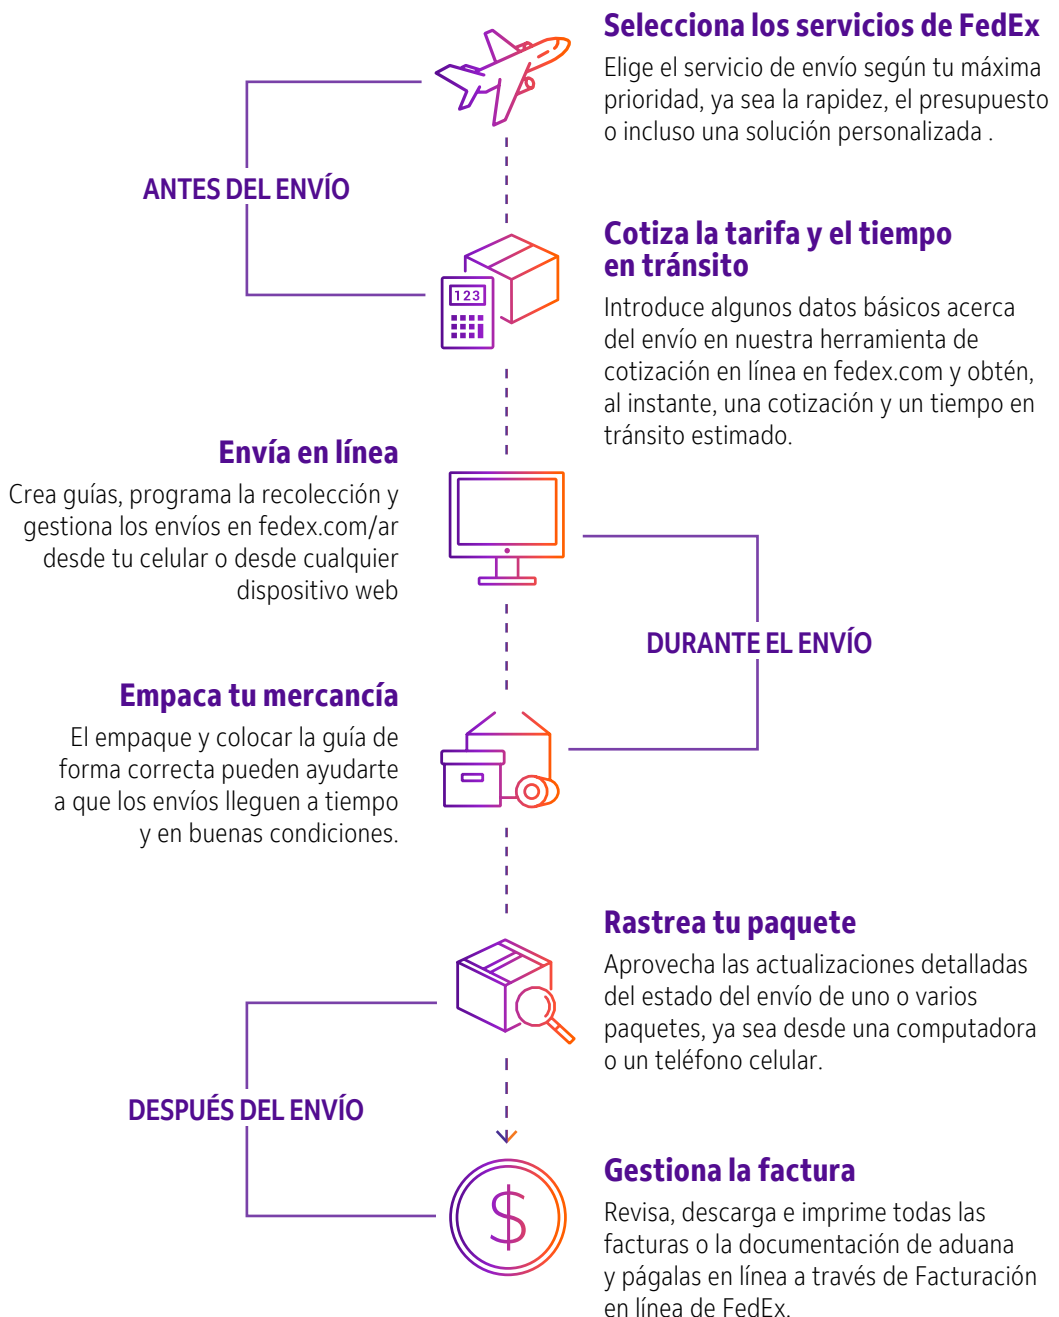 Selecciona los servicios de FedEx
Elige el servicio de envío según tu máxima
prioridad, ya sea la rapidez, el presupuesto
o incluso una solución personalizada .
ANTES DEL ENVÍO
Cotiza la tarifa y el tiempo
en tránsito
123
Introduce algunos datos básicos acerca
del envío en nuestra herramienta de
cotización en línea en fedex.com y obtén,
al instante, una cotización y un tiempo en
tránsito estimado.
Envía en línea
Crea guías, programa la recolección y
gestiona los envíos en fedex.com/ar
desde tu celular o desde cualquier
dispositivo web
DURANTE EL ENVÍO
Empaca tu mercancía
El empaque y colocar la guía de
forma correcta pueden ayudarte
a que los envíos lleguen a tiempo
y en buenas condiciones.
Rastrea tu paquete
Aprovecha las actualizaciones detalladas
del estado del envío de uno o varios
paquetes, ya sea desde una computadora
o un teléfono celular.
DESPUÉS DEL ENVÍO
Gestiona la factura
$
Revisa, descarga e imprime todas las
facturas o la documentación de aduana
y págalas en línea a través de Facturación
en línea de FedEx.